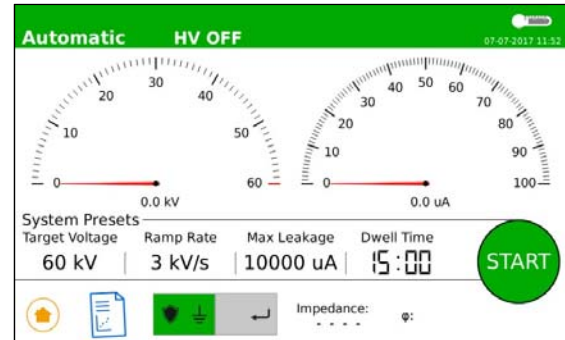 Automatic HV OFF
07-07-2017 11:52
0 10 20 30 40 50 60
0.0 kV
0 10 20 30 40 50 60 70 80 90 100
0.0 uA
System Presets
Target Voltage Ramp Rate Max Leakage Dwell Time
60 kV 3 kV/s 10000 uA 15:00
START
Impedance: φ:
- - - -